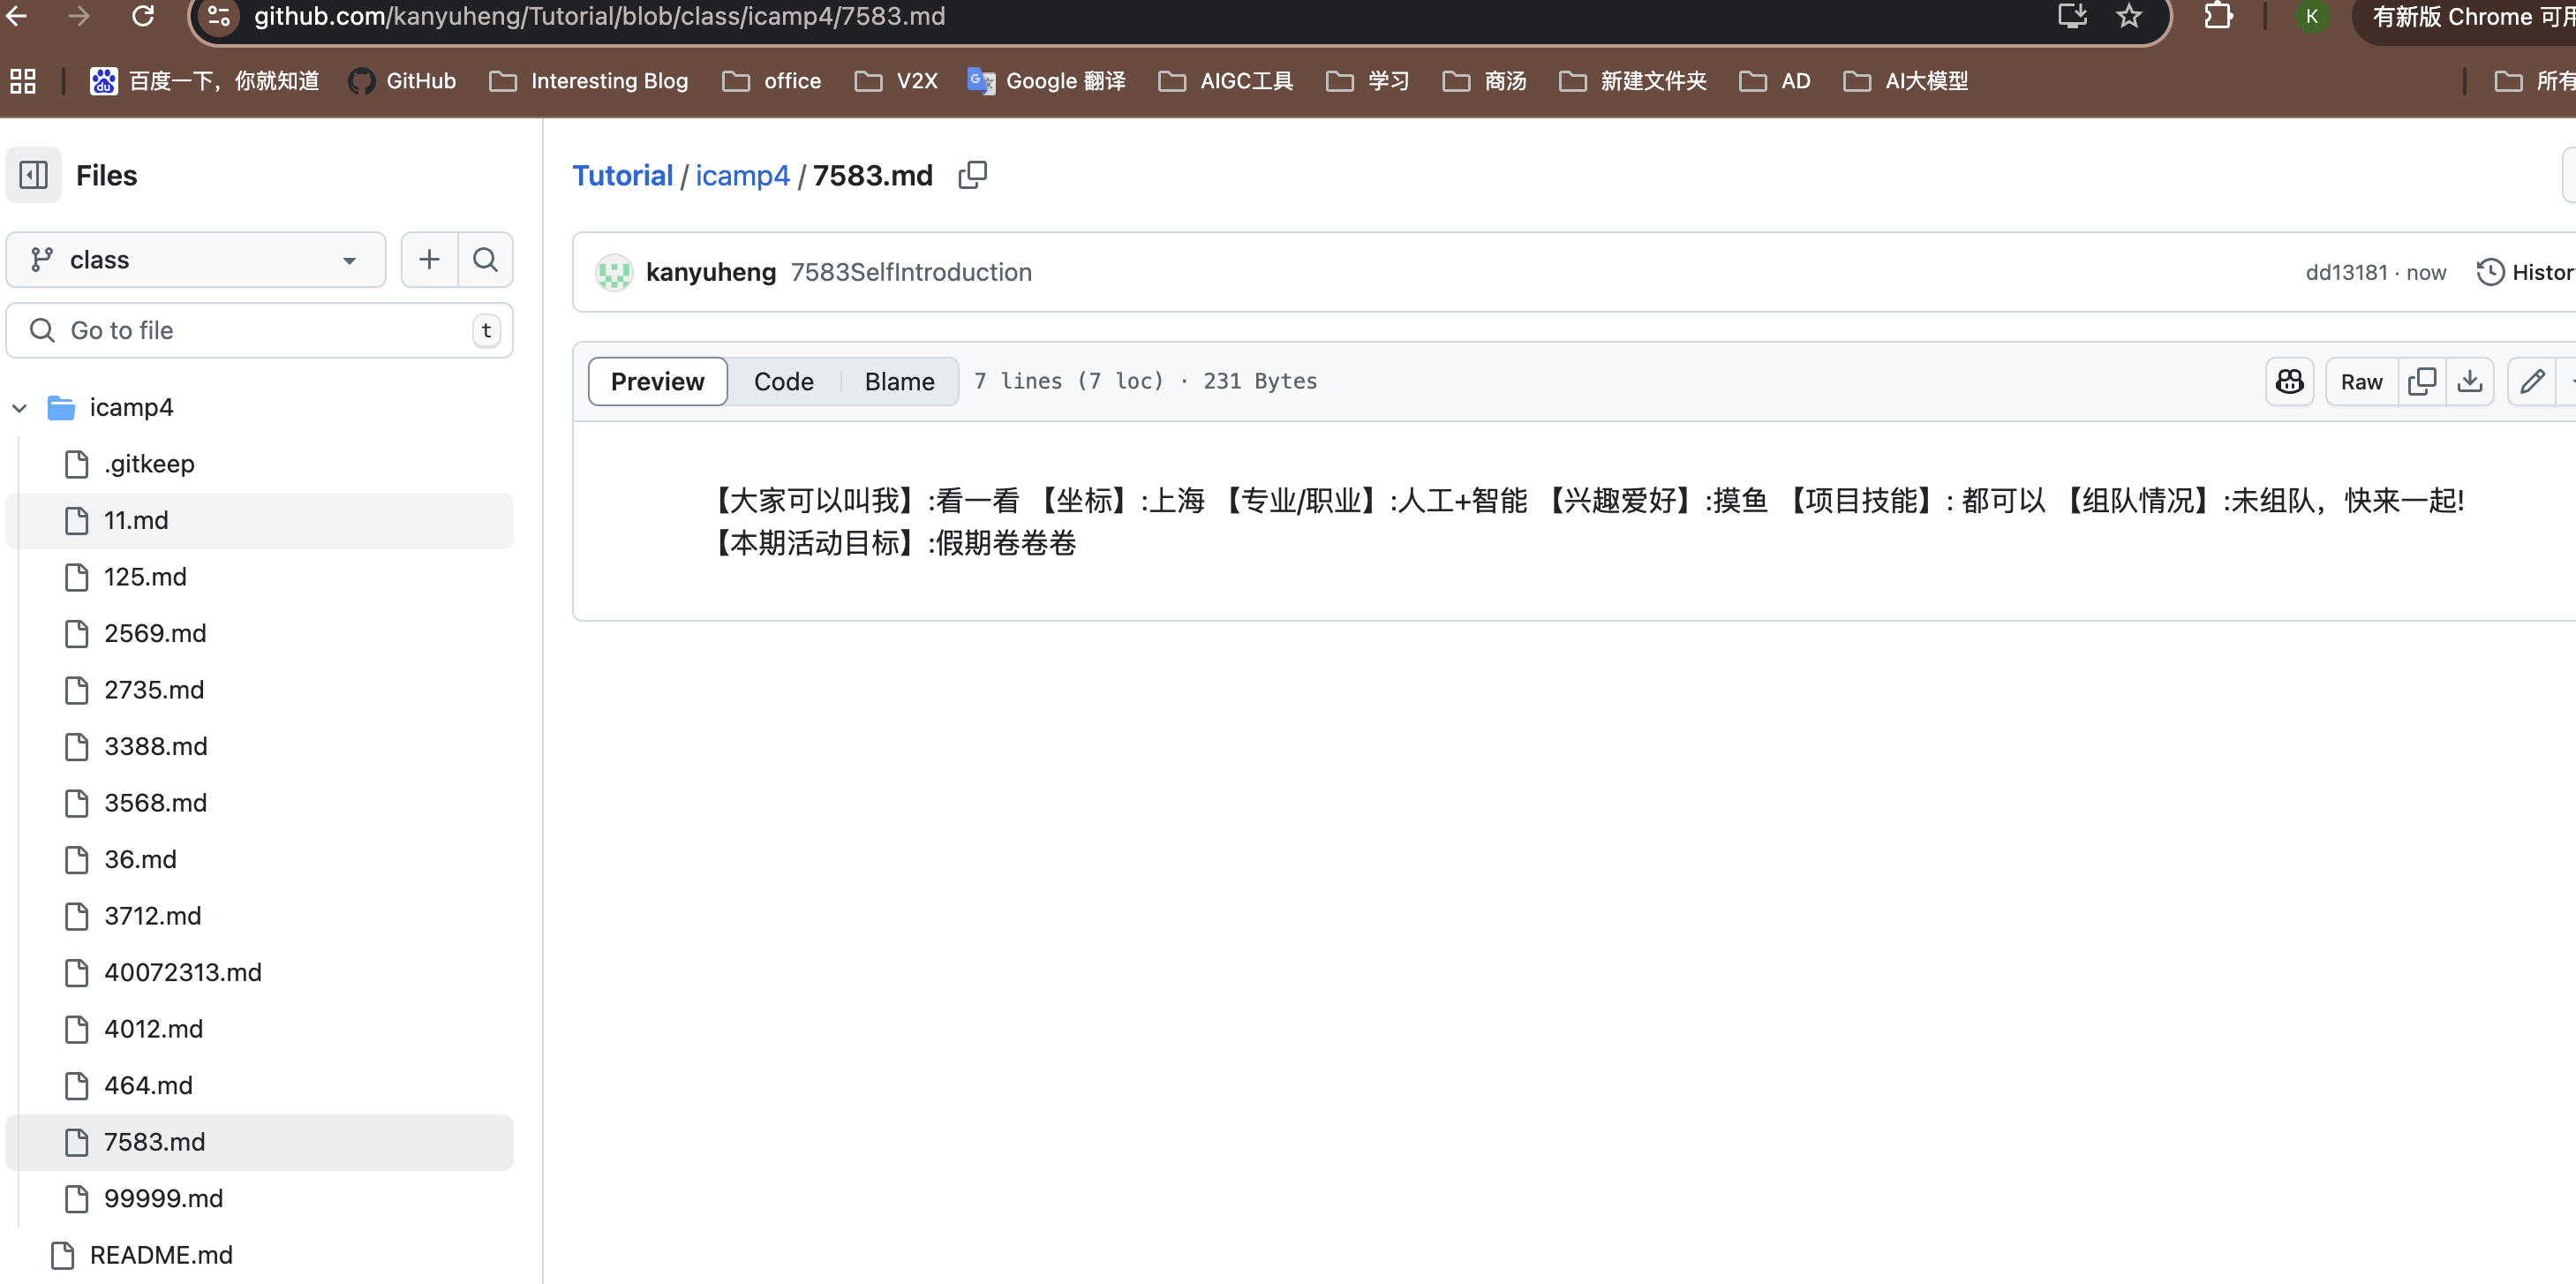 github.com/kanyuheng/Tutorial/blob/class/icamp4/7583.md
K
有新版 Chrome 可用
百度一下，你就知道 GitHub Interesting Blog office V2X Google 翻译 AIGC工具 学习 商汤 新建文件夹 AD AI大模型 所有
Files
Tutorial / icamp4 / 7583.md
class
kanyuheng 7583SelfIntroduction
dd13181 · now
Histor
Go to file
t
Preview Code Blame 7 lines (7 loc) · 231 Bytes
Raw
icamp4
.gitkeep
11.md
125.md
2569.md
2735.md
3388.md
3568.md
36.md
3712.md
40072313.md
4012.md
464.md
7583.md
99999.md
README.md
【大家可以叫我】:看一看 【坐标】:上海 【专业/职业】:人工+智能 【兴趣爱好】:摸鱼 【项目技能】: 都可以 【组队情况】:未组队，快来一起!
【本期活动目标】:假期卷卷卷